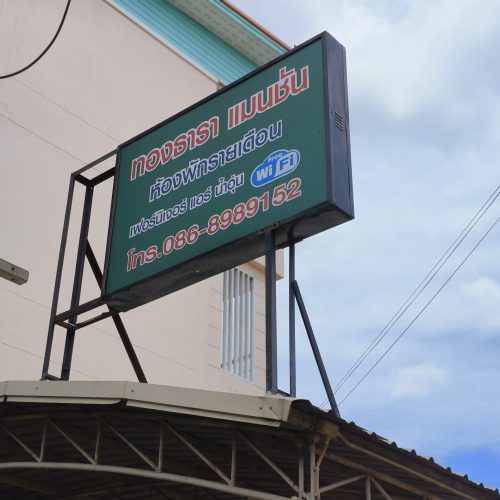 ทองธารา แมนชั่น
ห้องพักรายเดือน
เฟอร์นิเจอร์ แอร์ น้ำอุ่น free WiFi
โทร.086-8989152